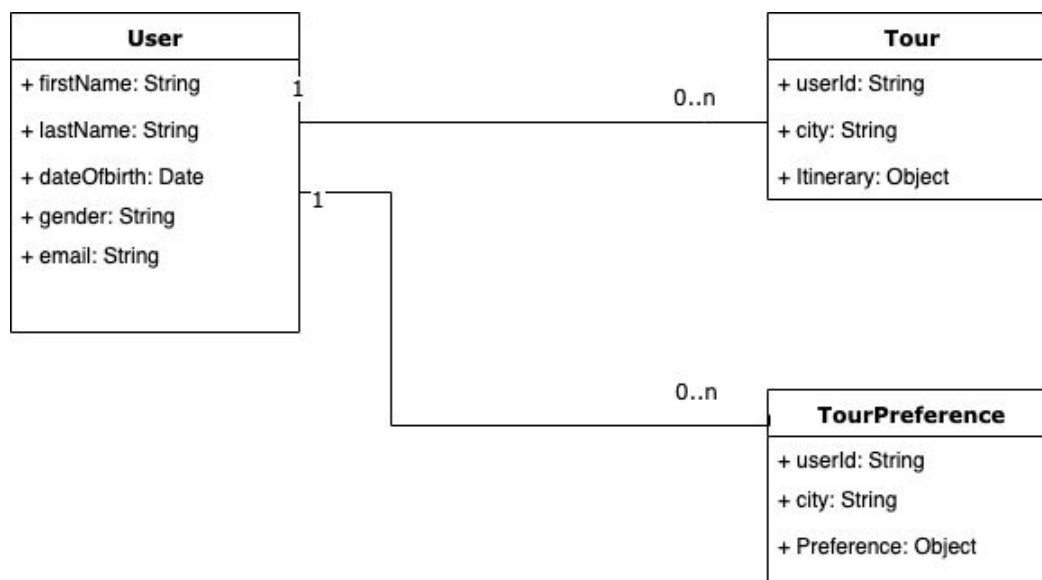 User
+ firstName: String
+ lastName: String
+ dateOfbirth: Date
+ gender: String
+ email: String
1
1
0..n
0..n
Tour
+ userId: String
+ city: String
+ Itinerary: Object
TourPreference
+ userId: String
+ city: String
+ Preference: Object